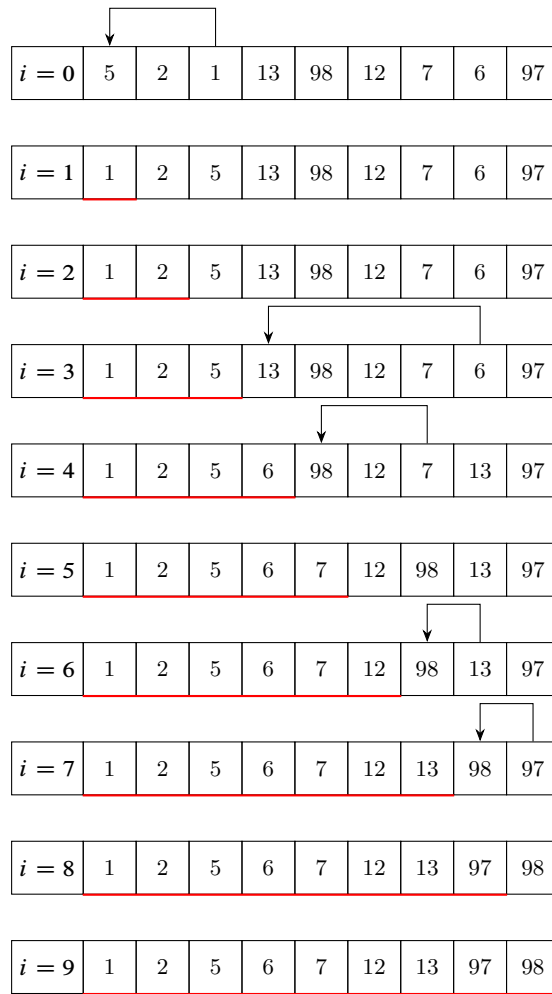 i = 0 5 2 1 13 98 12 7 6 97
i = 1 1 2 5 13 98 12 7 6 97
i = 2 1 2 5 13 98 12 7 6 97
i = 3 1 2 5 13 98 12 7 6 97
i = 4 1 2 5 6 98 12 7 13 97
i = 5 1 2 5 6 7 12 98 13 97
i = 6 1 2 5 6 7 12 98 13 97
i = 7 1 2 5 6 7 12 13 98 97
i = 8 1 2 5 6 7 12 13 97 98
i = 9 1 2 5 6 7 12 13 97 98